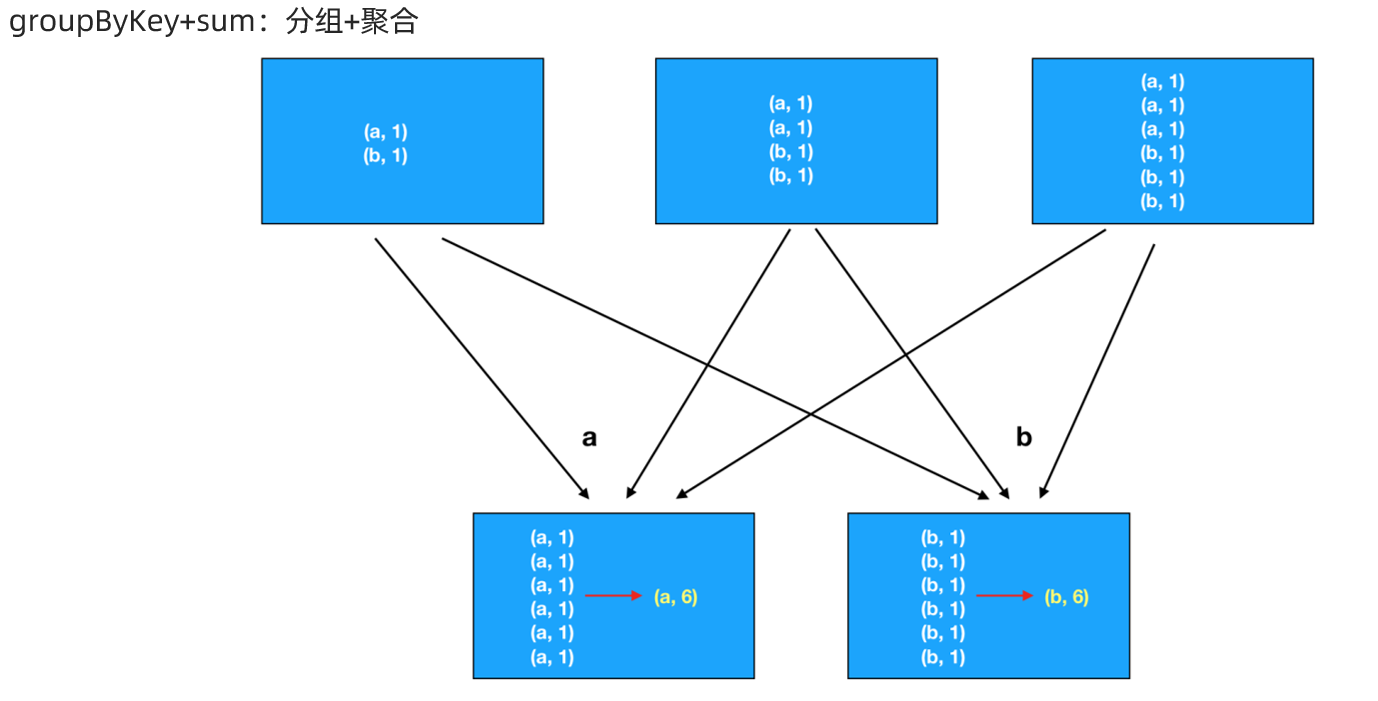 groupByKey+sum：分组+聚合
(a, 1)
(b, 1)
(a, 1)
(a, 1)
(b, 1)
(b, 1)
(a, 1)
(a, 1)
(a, 1)
(b, 1)
(b, 1)
(b, 1)
a
b
(a, 1)
(a, 1)
(a, 1)
(a, 1)
(a, 1)
(a, 1)
(a, 6)
(b, 1)
(b, 1)
(b, 1)
(b, 1)
(b, 1)
(b, 1)
(b, 6)